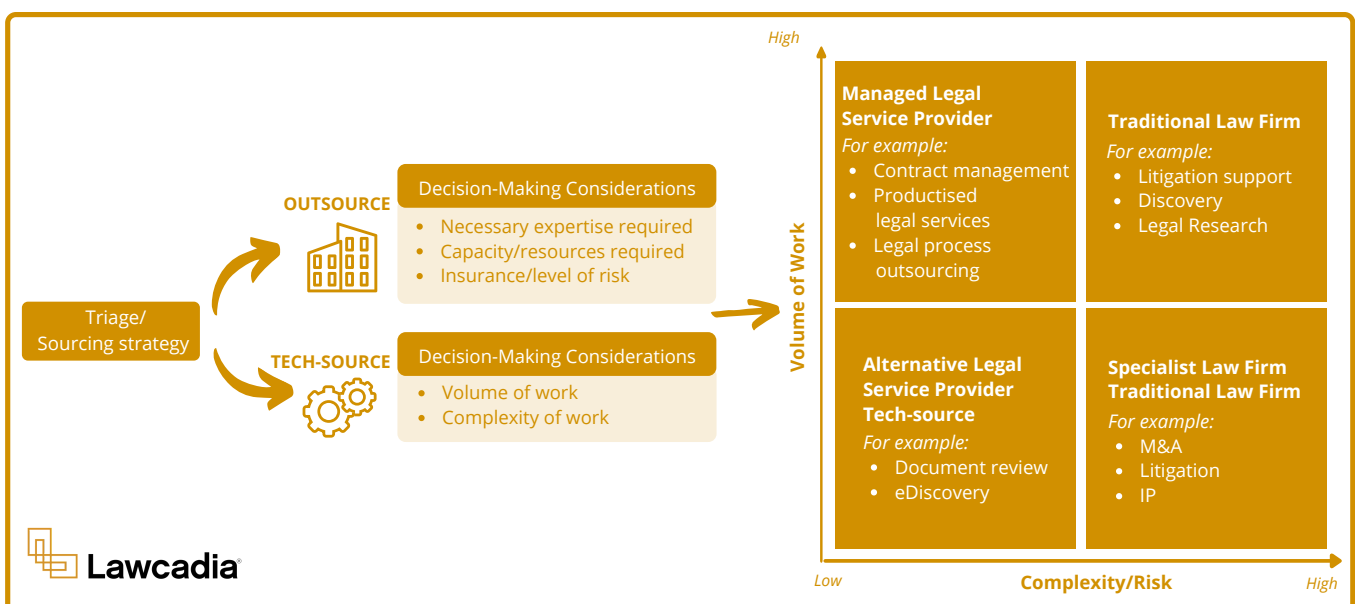 Triage/
Sourcing strategy
OUTSOURCE
Decision-Making Considerations
• Necessary expertise required
• Capacity/resources required
• Insurance/level of risk
TECH-SOURCE
Decision-Making Considerations
• Volume of work
• Complexity of work
High
Volume of Work
Managed Legal
Service Provider
For example:
• Contract management
• Productised
legal services
• Legal process
outsourcing
Traditional Law Firm
For example:
• Litigation support
• Discovery
• Legal Research
Alternative Legal
Service Provider
Tech-source
For example:
• Document review
• eDiscovery
Specialist Law Firm
Traditional Law Firm
For example:
• M&A
• Litigation
• IP
Low
Complexity/Risk
High
Lawcadia®